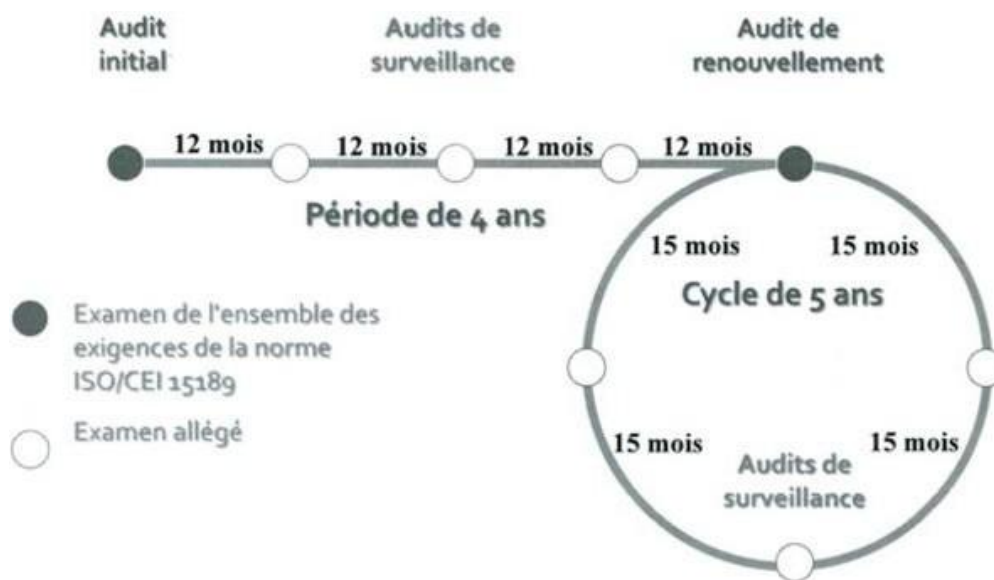 Audit
initial
Audits de
surveillance
Audit de
renouvellement
12 mois
12 mois
12 mois
12 mois
Période de 4 ans
15 mois
15 mois
Cycle de 5 ans
Examen de l'ensemble des
exigences de la norme
ISO/CEI 15189
Examen allégé
15 mois
15 mois
Audits de
surveillance